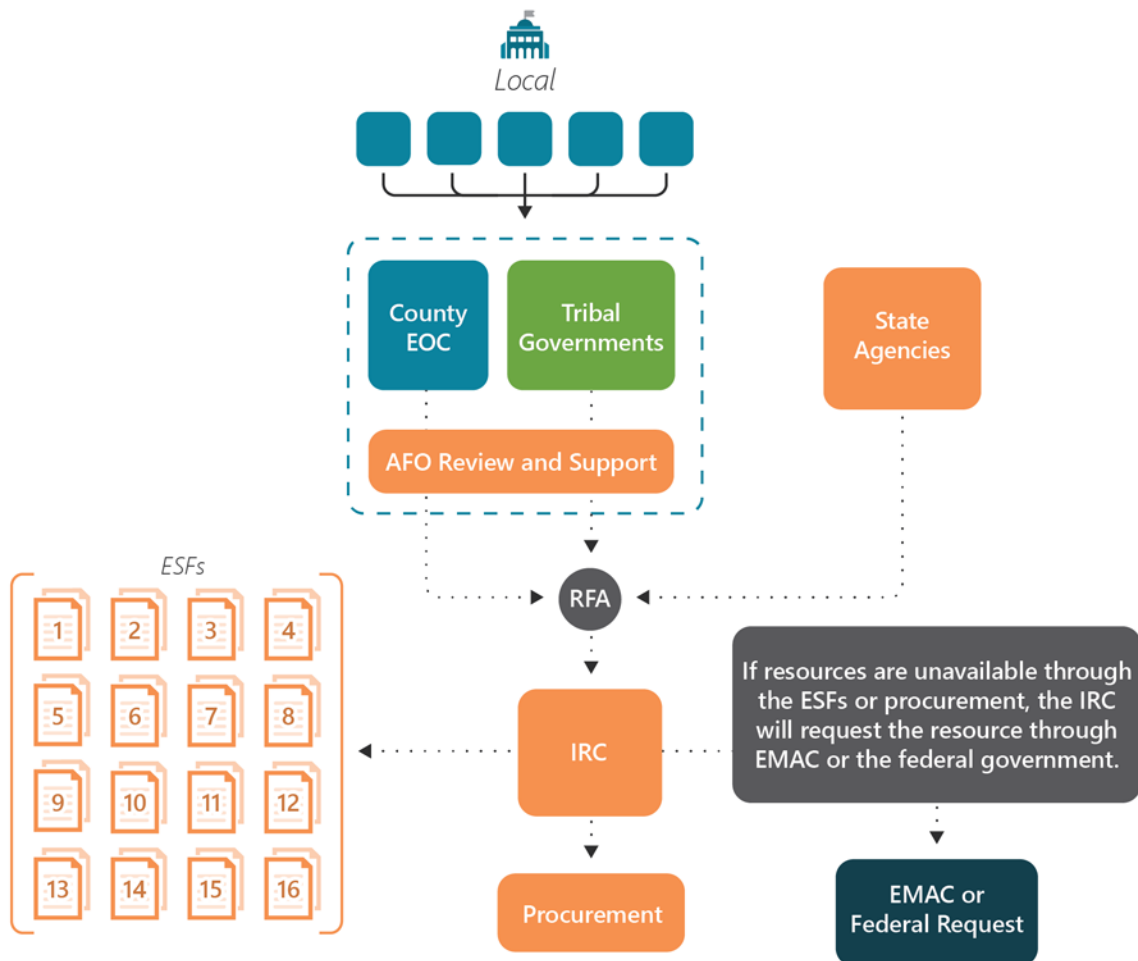 Local
County
EOC
Tribal
Governments
State
Agencies
AFO Review and Support
ESFs
RFA
1
2
3
4
5
6
7
8
9
10
11
12
13
14
15
16
IRC
If resources are unavailable through
the ESFs or procurement, the IRC
will request the resource through
EMAC or the federal government.
Procurement
EMAC or
Federal Request